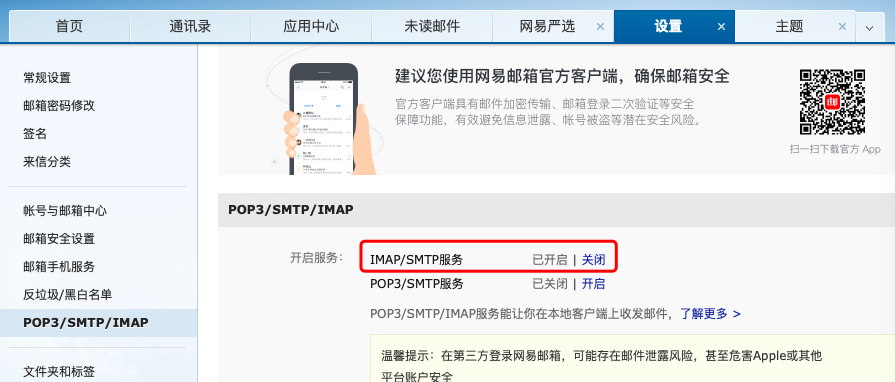 首页 通讯录 应用中心 未读邮件 网易严选 × 设置 × 主题 ×
常规设置
邮箱密码修改
签名
来信分类
帐号与邮箱中心
邮箱安全设置
邮箱手机服务
反垃圾/黑白名单
POP3/SMTP/IMAP
文件夹和标签
建议您使用网易邮箱官方客户端，确保邮箱安全
官方客户端具有邮件加密传输、邮箱登录二次验证等安全
保障功能，有效避免信息泄露、帐号被盗等潜在安全风险。
扫一扫下载官方 App
POP3/SMTP/IMAP
开启服务： IMAP/SMTP服务 已开启 | 关闭
POP3/SMTP服务 已关闭 | 开启
POP3/SMTP/IMAP服务能让你在本地客户端上收发邮件，了解更多 >
温馨提示：在第三方登录网易邮箱，可能存在邮件泄露风险，甚至危害Apple或其他
平台账户安全